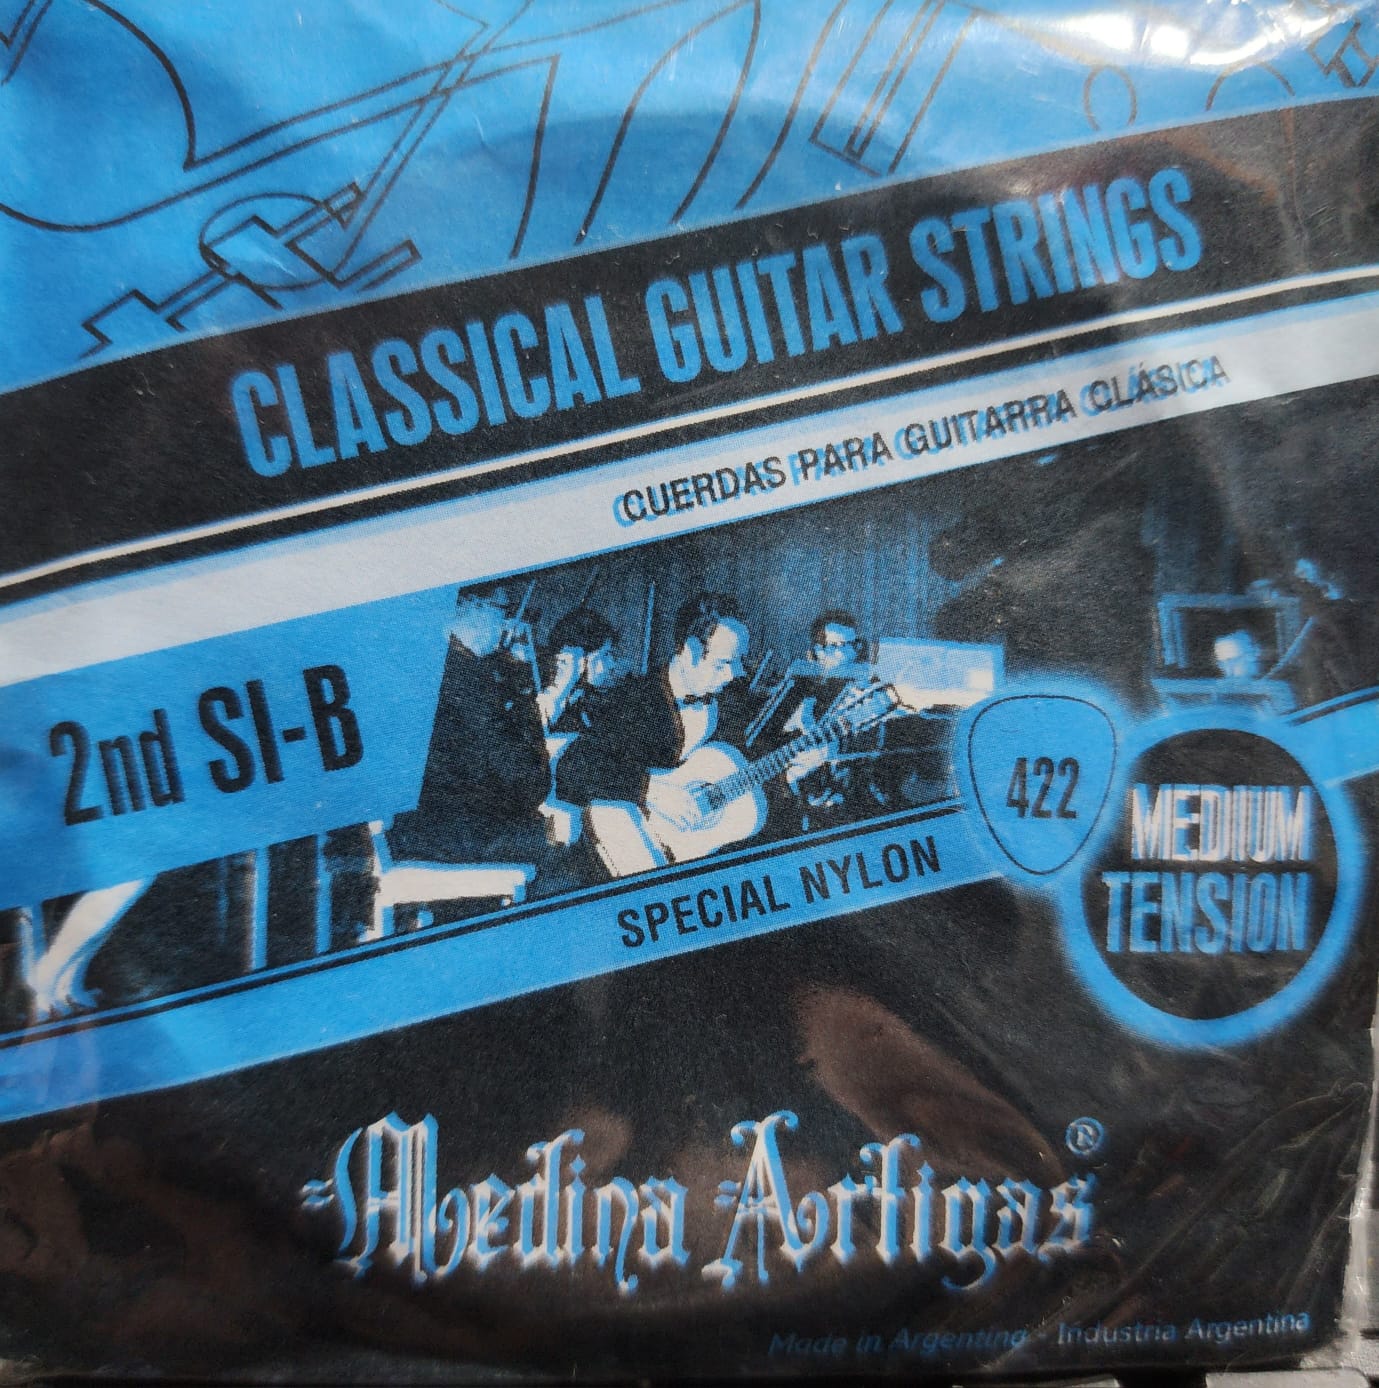 CLASSICAL GUITAR STRINGS
CUERDAS PARA GUITARRA CLÁSICA
2nd SI-B
422
MEDIUM
TENSION
SPECIAL NYLON
Medina Artigas ®
Made in Argentina - Industria Argentina